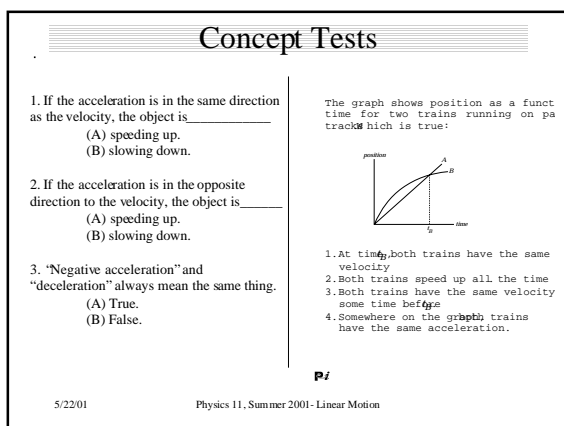 Concept Tests
.
1. If the acceleration is in the same direction
as the velocity, the object is____________
(A) speeding up.
(B) slowing down.
2. If the acceleration is in the opposite
direction to the velocity, the object is______
(A) speeding up.
(B) slowing down.
3. “Negative acceleration” and
“deceleration” always mean the same thing.
(A) True.
(B) False.
The graph shows position as a funct
time for two trains running on pa
hich is true:
position
A
B
time
tB
1. At time tB, both trains have the same
velocity
2. Both trains speed up all the time
3. Both trains have the same velocity
some time before tB
4. Somewhere on the graph, both trains
have the same acceleration.
Pi
5/22/01
Physics 11, Summer 2001- Linear Motion